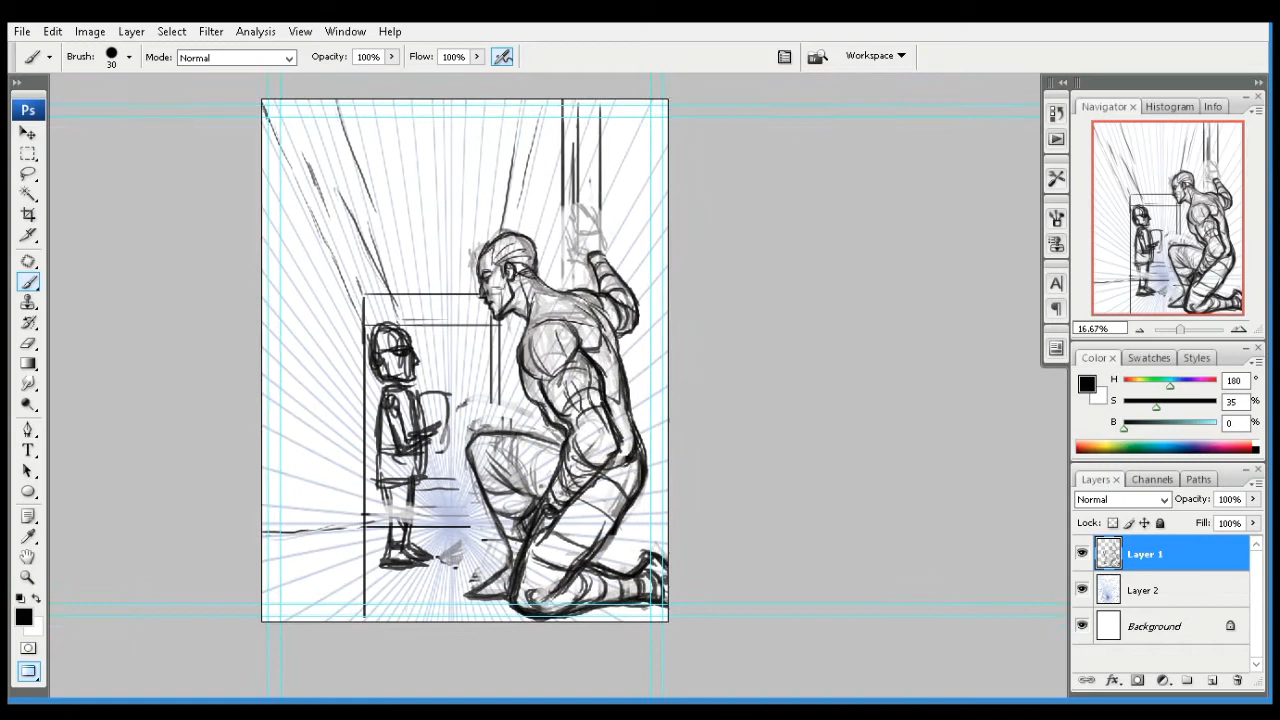 File Edit Image Layer Select Filter Analysis View Window Help
Brush: 30 Mode: Normal Opacity: 100% Flow: 100% Workspace
Ps
Navigator × Histogram Info
16.67%
Color × Swatches Styles
H 180 °
S 35 %
B 0 %
Layers × Channels Paths
Normal Opacity: 100%
Lock: Fill: 100%
Layer 1
Layer 2
Background
fx